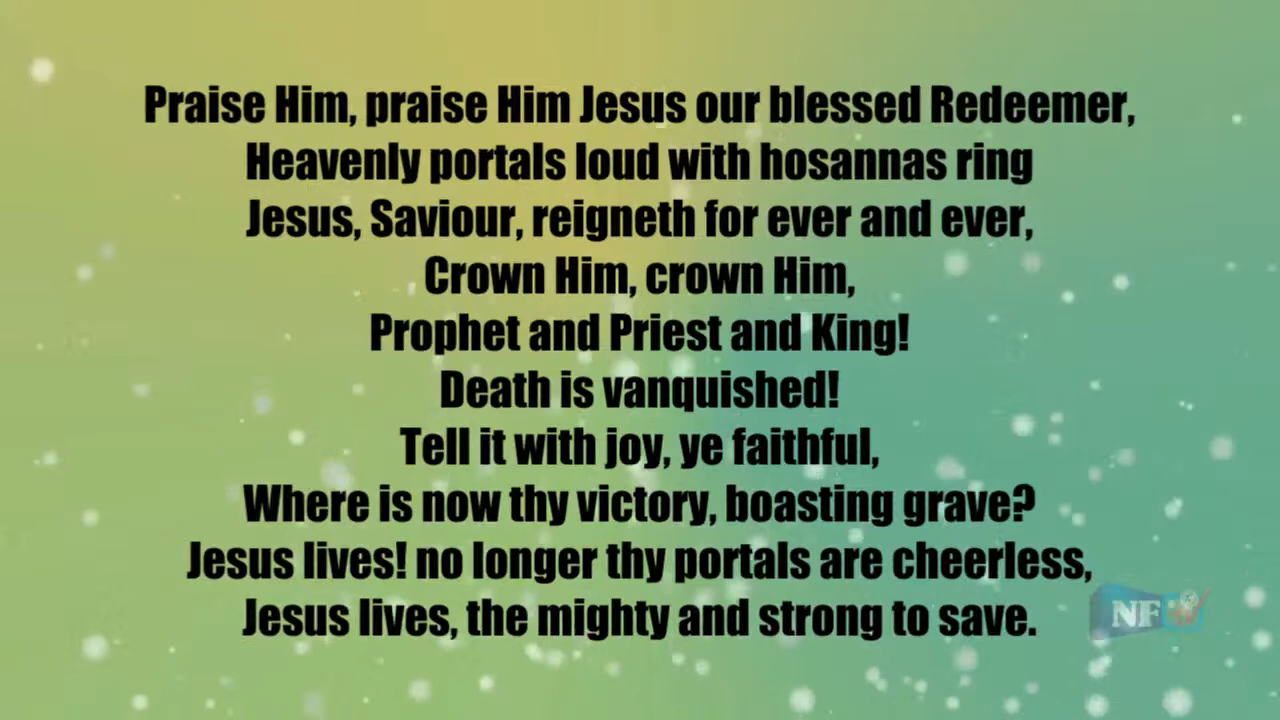 Praise Him, praise Him Jesus our blessed Redeemer,
Heavenly portals loud with hosannas ring
Jesus, Saviour, reigneth for ever and ever,
Crown Him, crown Him,
Prophet and Priest and King!
Death is vanquished!
Tell it with joy, ye faithful,
Where is now thy victory, boasting grave?
Jesus lives! no longer thy portals are cheerless,
Jesus lives, the mighty and strong to save.
NF